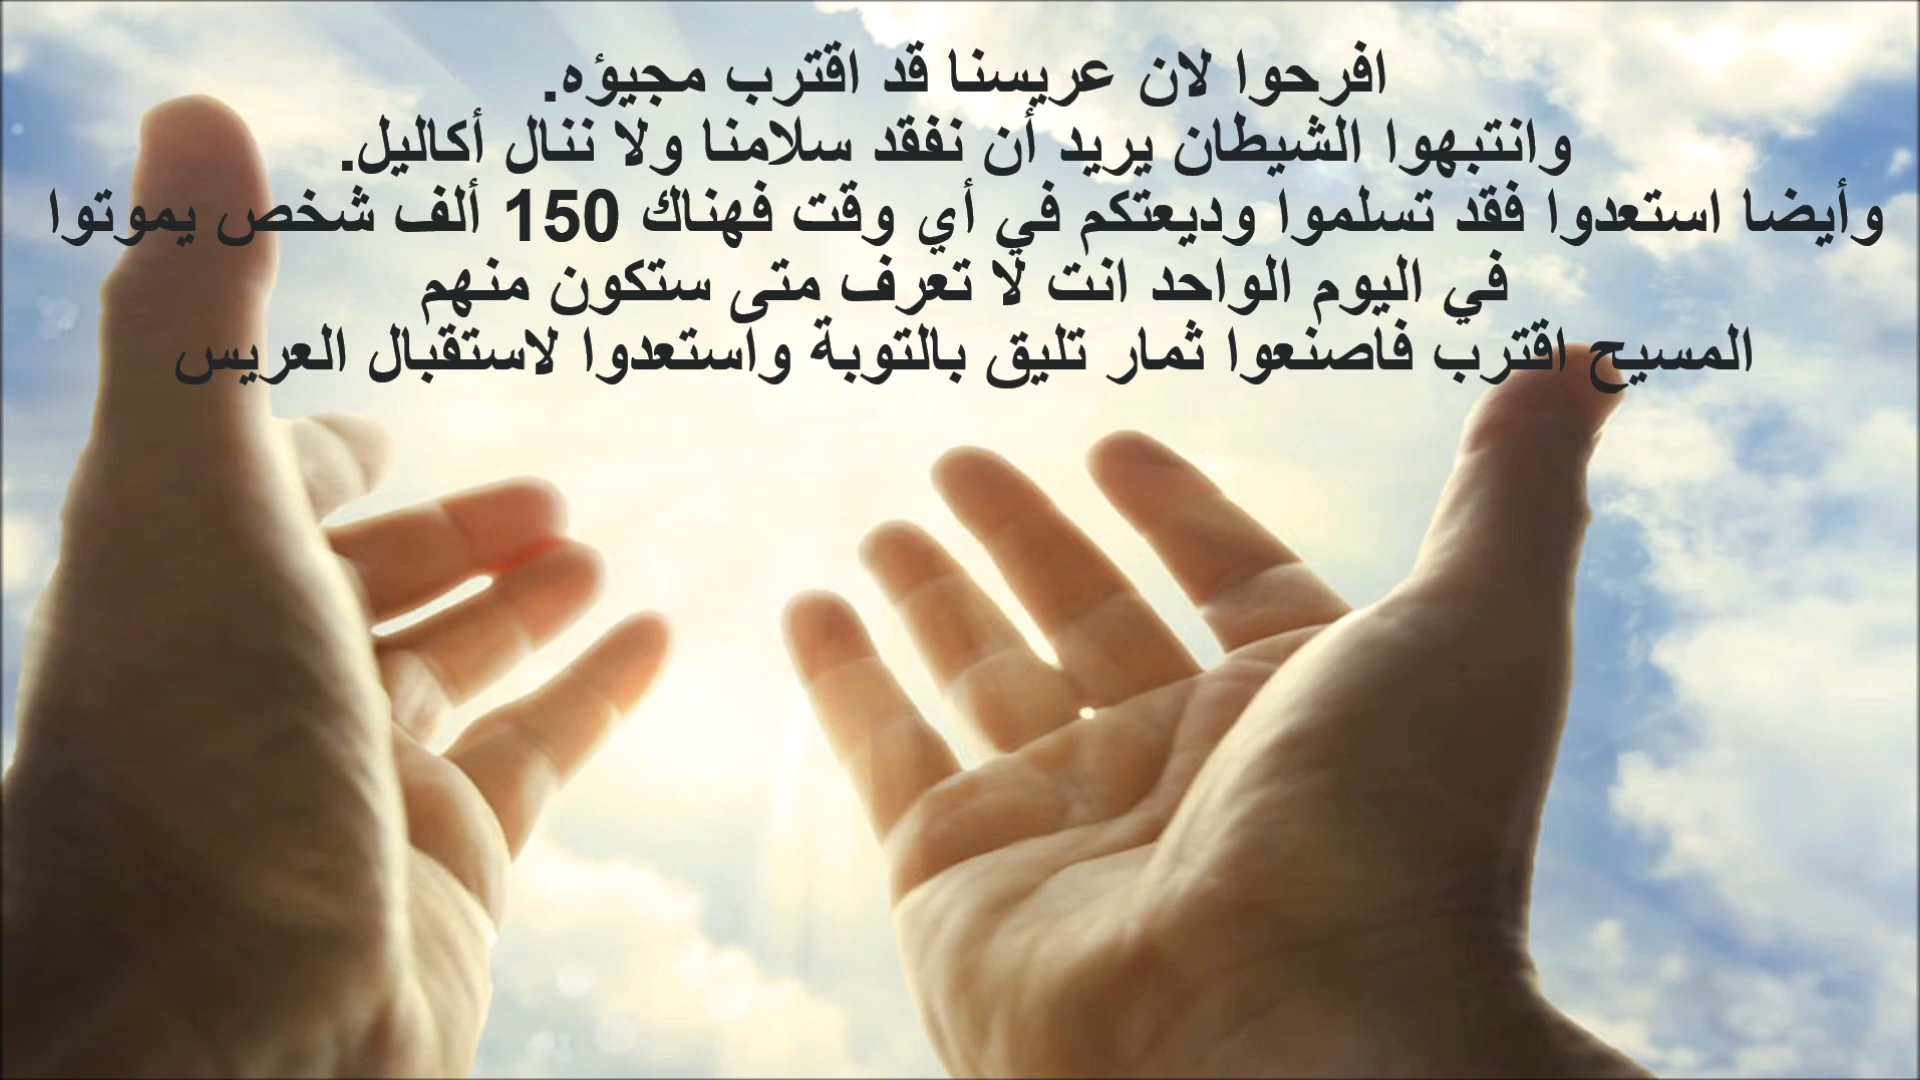 افرحوا لان عريسنا قد اقترب مجيؤه.
وانتبهوا الشيطان يريد أن نفقد سلامنا ولا ننال أكاليل.
وأيضا استعدوا فقد تسلموا وديعتكم في أي وقت فهناك 150 ألف شخص يموتوا
في اليوم الواحد انت لا تعرف متى ستكون منهم
المسيح اقترب فاصنعوا ثمار تليق بالتوبة واستعدوا لاستقبال العريس